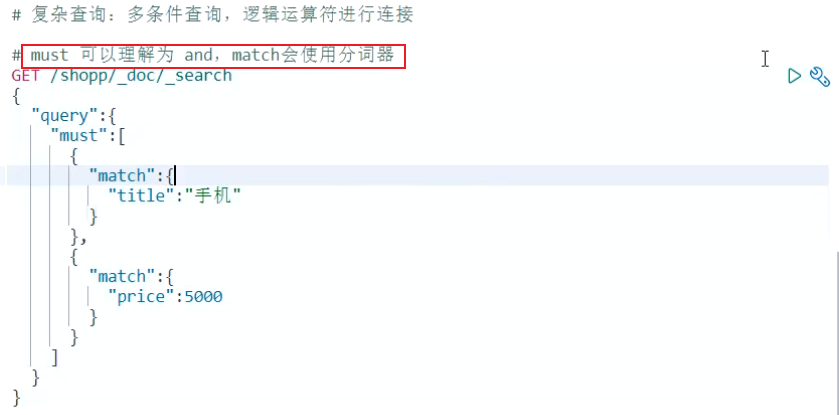 # 复杂查询：多条件查询，逻辑运算符进行连接
# must 可以理解为 and，match会使用分词器
GET /shopp/_doc/_search
{
  "query":{
    "must":[
      {
        "match":{
          "title":"手机"
        }
      },
      {
        "match":{
          "price":5000
        }
      }
    ]
  }
}